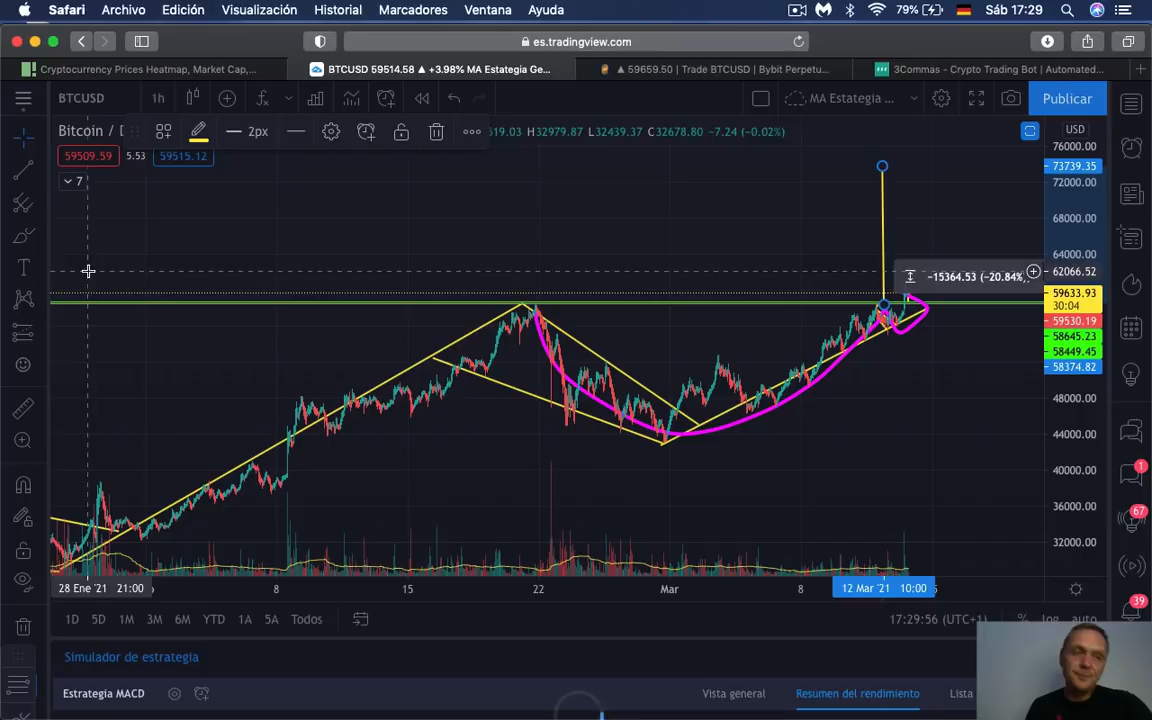 Safari Archivo Edición Visualización Historial Marcadores Ventana Ayuda 79% Sáb 17:29
es.tradingview.com
Cryptocurrency Prices Heatmap, Market Cap,... BTCUSD 59514.58 ▲ +3.98% MA Estategia Ge... ▲ 59659.50 | Trade BTCUSD | Bybit Perpetu... 3Commas - Crypto Trading Bot | Automated...
BTCUSD 1h MA Estategia ... Publicar
Bitcoin / 2px 519.03 H32979.87 L32439.37 C32678.80 −7.24 (−0.02%) USD
59509.59 5.53 59515.12
7
76000.00
73739.35
72000.00
68000.00
64000.00
62066.52
−15364.53 (−20.84%)
59633.93
30:04
59530.19
58645.23
58449.45
58374.82
48000.00
44000.00
40000.00
36000.00
32000.00
1
67
39
28 Ene '21 21:00 8 15 22 Mar 8 12 Mar '21 10:00
1D 5D 1M 3M 6M YTD 1A 5A Todos 17:29:56 (UTC+1) % log auto
Simulador de estrategia
Estrategia MACD Vista general Resumen del rendimiento Lista